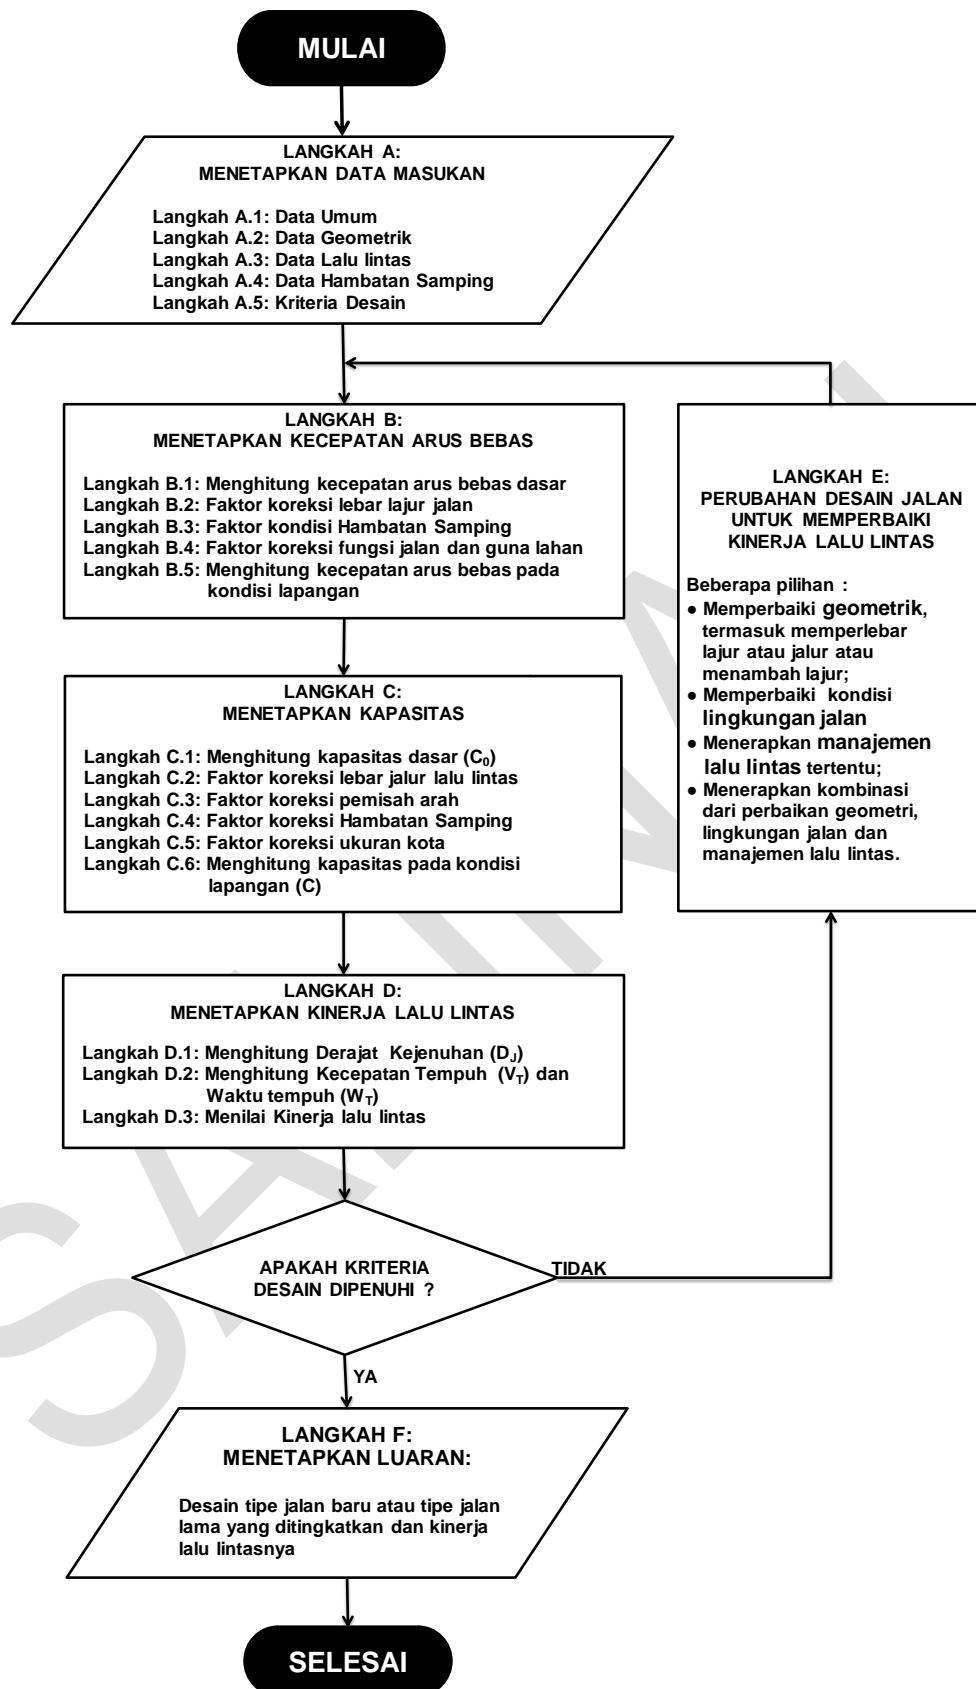 MULAI
LANGKAH A:
MENETAPKAN DATA MASUKAN
Langkah A.1: Data Umum
Langkah A.2: Data Geometrik
Langkah A.3: Data Lalu lintas
Langkah A.4: Data Hambatan Samping
Langkah A.5: Kriteria Desain
LANGKAH B:
MENETAPKAN KECEPATAN ARUS BEBAS
Langkah B.1: Menghitung kecepatan arus bebas dasar
Langkah B.2: Faktor koreksi lebar lajur jalan
Langkah B.3: Faktor kondisi Hambatan Samping
Langkah B.4: Faktor koreksi fungsi jalan dan guna lahan
Langkah B.5: Menghitung kecepatan arus bebas pada
kondisi lapangan
LANGKAH C:
MENETAPKAN KAPASITAS
Langkah C.1: Menghitung kapasitas dasar (C₀)
Langkah C.2: Faktor koreksi lebar jalur lalu lintas
Langkah C.3: Faktor koreksi pemisah arah
Langkah C.4: Faktor koreksi Hambatan Samping
Langkah C.5: Faktor koreksi ukuran kota
Langkah C.6: Menghitung kapasitas pada kondisi
lapangan (C)
LANGKAH D:
MENETAPKAN KINERJA LALU LINTAS
Langkah D.1: Menghitung Derajat Kejenuhan (DJ)
Langkah D.2: Menghitung Kecepatan Tempuh (VT) dan
Waktu tempuh (WT)
Langkah D.3: Menilai Kinerja lalu lintas
APAKAH KRITERIA
DESAIN DIPENUHI ?
TIDAK
YA
LANGKAH E:
PERUBAHAN DESAIN JALAN
UNTUK MEMPERBAIKI
KINERJA LALU LINTAS
Beberapa pilihan :
● Memperbaiki geometrik,
termasuk memperlebar
lajur atau jalur atau
menambah lajur;
● Memperbaiki kondisi
lingkungan jalan
● Menerapkan manajemen
lalu lintas tertentu;
● Menerapkan kombinasi
dari perbaikan geometri,
lingkungan jalan dan
manajemen lalu lintas.
LANGKAH F:
MENETAPKAN LUARAN:
Desain tipe jalan baru atau tipe jalan
lama yang ditingkatkan dan kinerja
lalu lintasnya
SELESAI